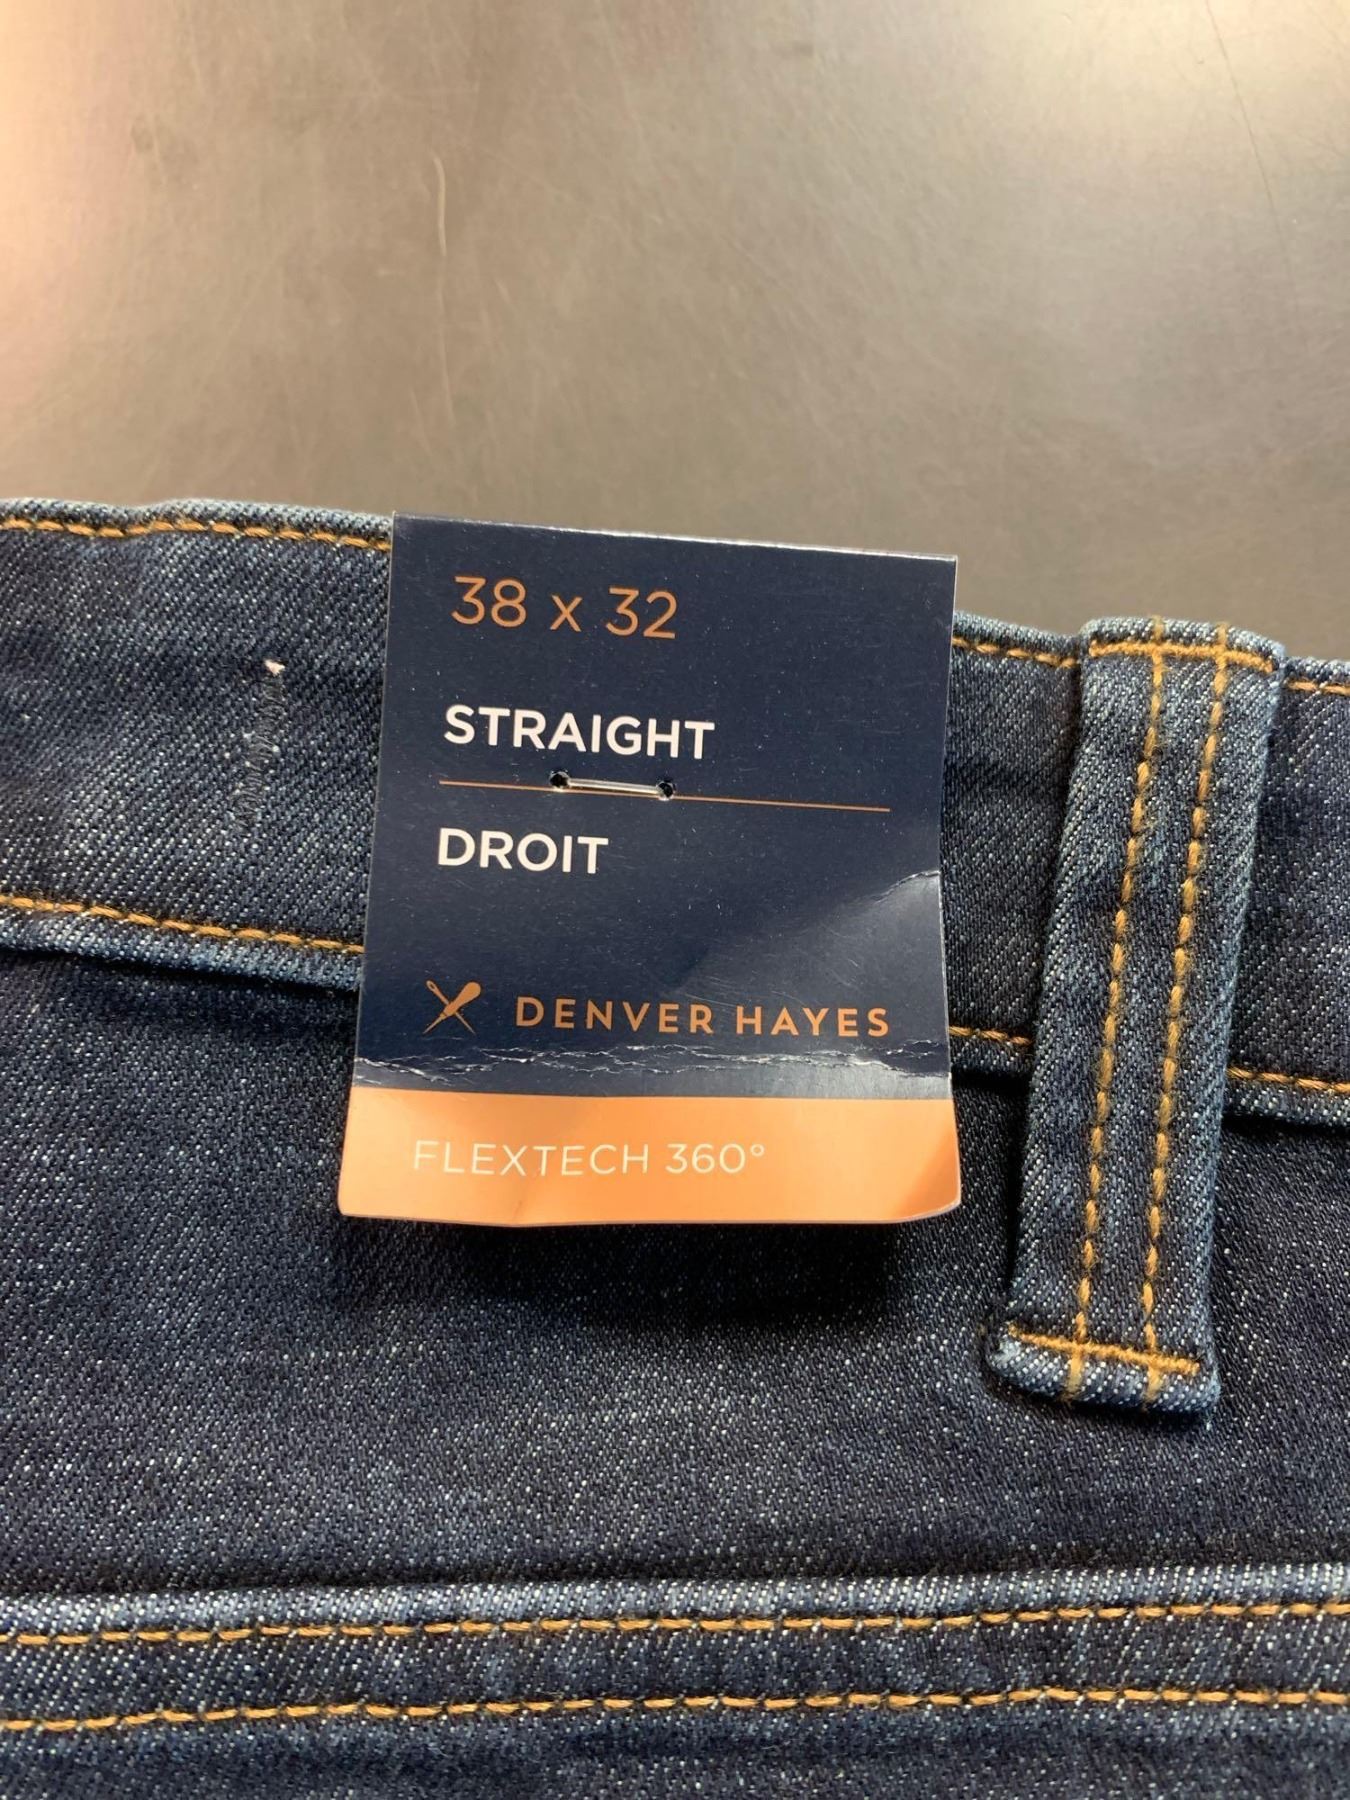 38 x 32
STRAIGHT
DROIT
DENVER HAYES
FLEXTECH 360°